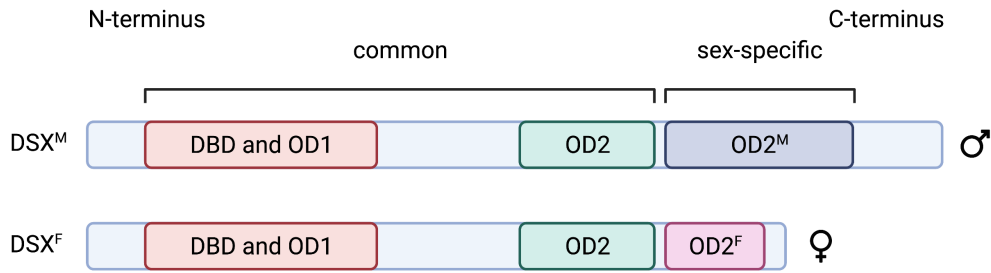 N-terminus C-terminus
common sex-specific
DSXᴹ DBD and OD1 OD2 OD2ᴹ ♂
DSXF DBD and OD1 OD2 OD2F ♀